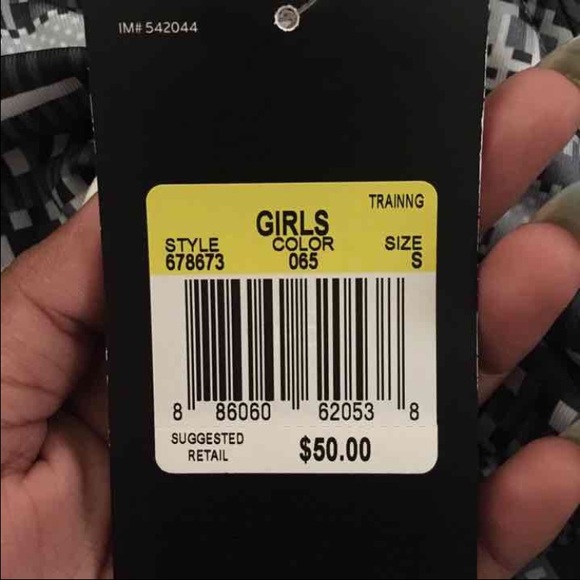 IM# 542044
TRAINNG
GIRLS
STYLE COLOR SIZE
678673 065 S
8 86060 62053 8
SUGGESTED
RETAIL $50.00